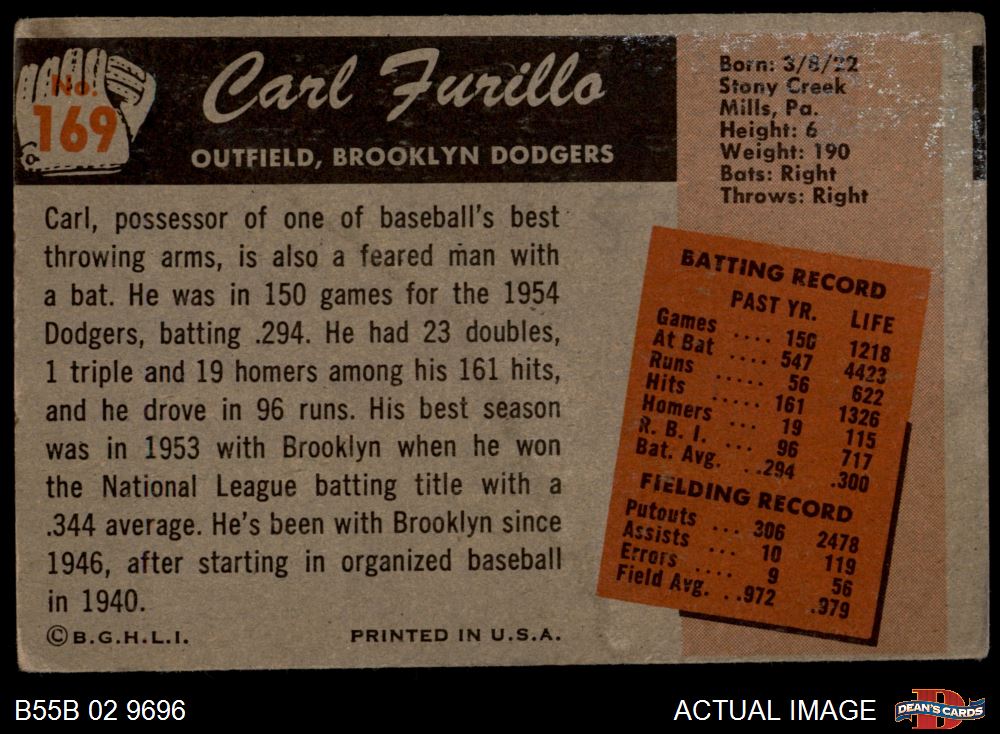 No.
169
Carl Furillo
OUTFIELD, BROOKLYN DODGERS
Born: 3/8/22
Stony Creek
Mills, Pa.
Height: 6
Weight: 190
Bats: Right
Throws: Right
Carl, possessor of one of baseball's best
throwing arms, is also a feared man with
a bat. He was in 150 games for the 1954
Dodgers, batting .294. He had 23 doubles,
1 triple and 19 homers among his 161 hits,
and he drove in 96 runs. His best season
was in 1953 with Brooklyn when he won
the National League batting title with a
.344 average. He's been with Brooklyn since
1946, after starting in organized baseball
in 1940.
©B.G.H.L.I. PRINTED IN U.S.A.
BATTING RECORD
PAST YR. LIFE
Games .... 150 1218
At Bat .... 547 4423
Runs ..... 56 622
Hits ..... 161 1326
Homers ... 19 115
R. B. I. ... 96 717
Bat. Avg. ..294 .300
FIELDING RECORD
Putouts ... 306 2478
Assists ... 10 119
Errors .... 9 56
Field Avg. ..972 .979
B55B 02 9696 ACTUAL IMAGE DEAN'S CARDS